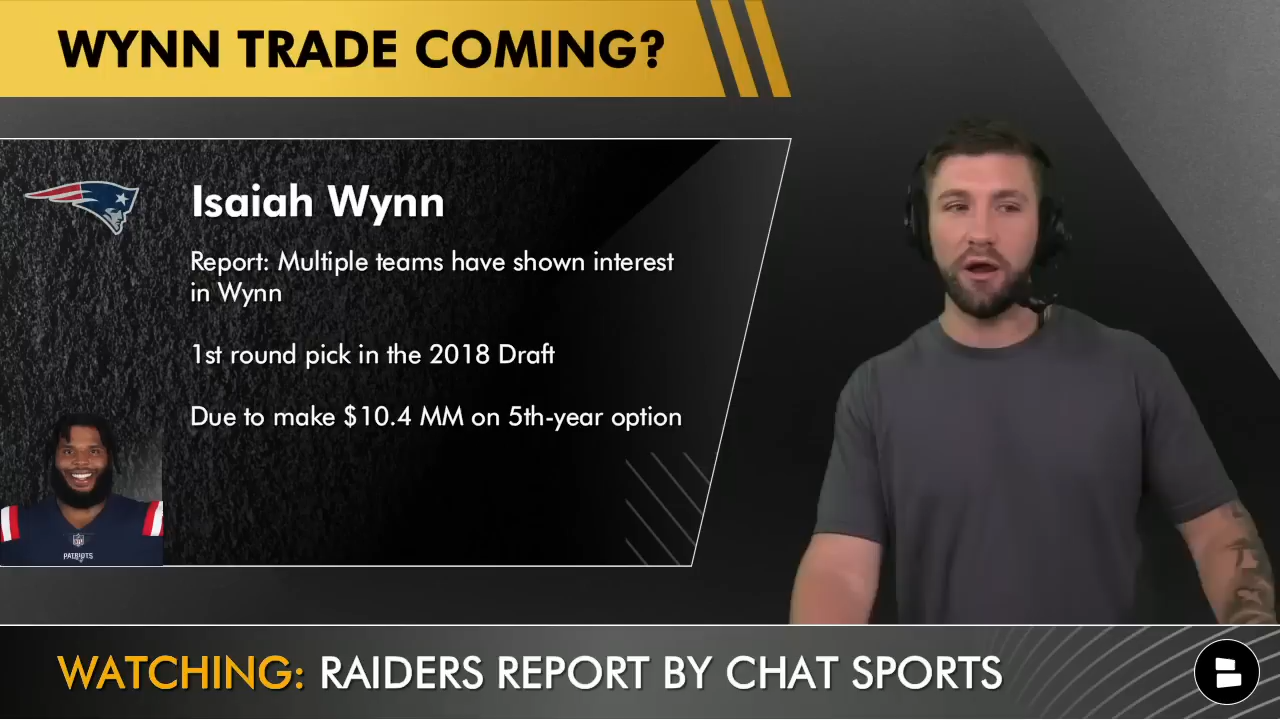 WYNN TRADE COMING?
Isaiah Wynn
Report: Multiple teams have shown interest
in Wynn
1st round pick in the 2018 Draft
Due to make $10.4 MM on 5th-year option
PATRIOTS
WATCHING: RAIDERS REPORT BY CHAT SPORTS